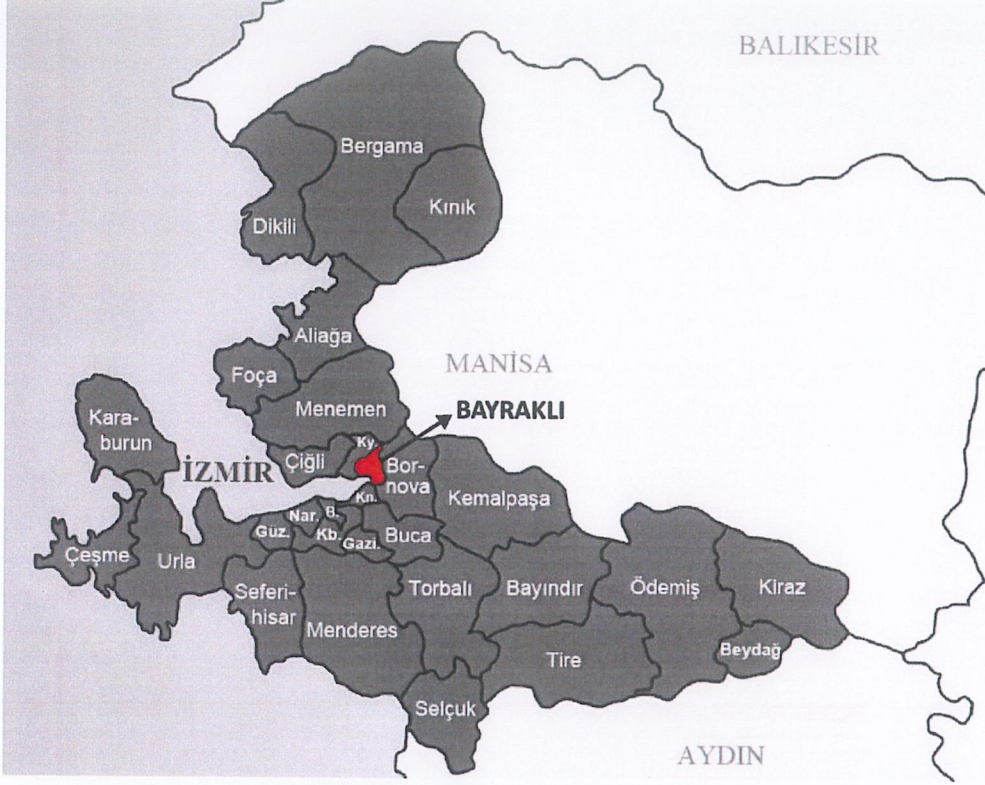 BALIKESİR
Bergama
Kınık
Dikili
Aliağa
MANİSA
Foça
Menemen
BAYRAKLI
Kara-
burun
Ky.
Çiğli
Bor-
nova
İZMİR
Kn.
Kemalpaşa
Nar.
B.
Güz.
Kb.
Gazi.
Buca
Çeşme
Urla
Seferi-
hisar
Torbalı
Bayındır
Ödemiş
Kiraz
Menderes
Beydağ
Tire
Selçuk
AYDIN